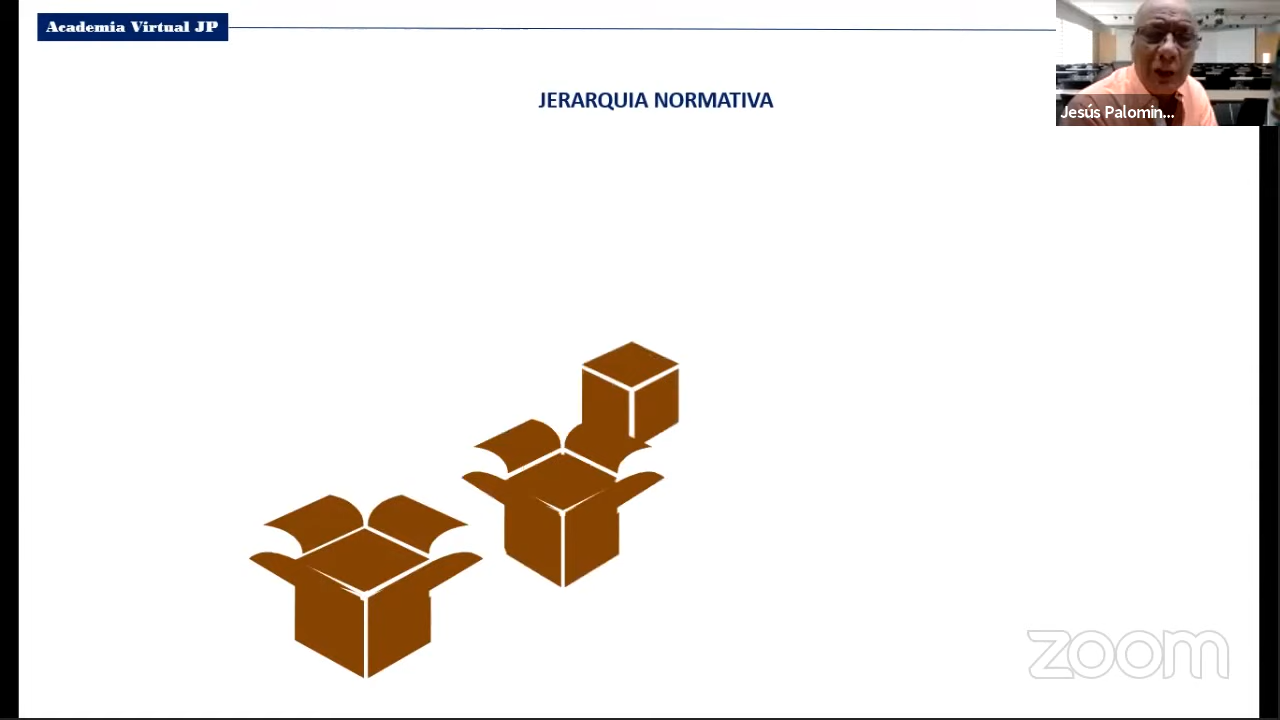 Academia Virtual JP
JERARQUIA NORMATIVA
Jesús Palomin...
zoom